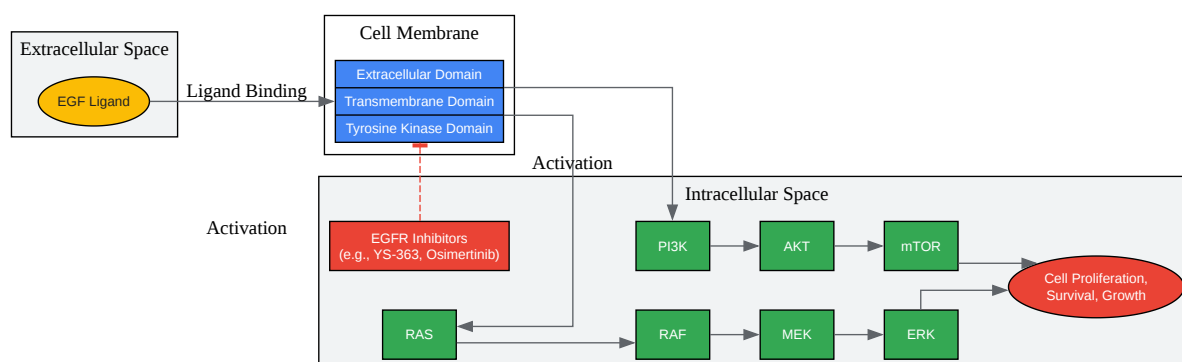 Extracellular Space
EGF Ligand
Ligand Binding
Cell Membrane
Extracellular Domain
Transmembrane Domain
Tyrosine Kinase Domain
Activation
Activation
Intracellular Space
EGFR Inhibitors
(e.g., YS-363, Osimertinib)
PI3K
AKT
mTOR
Cell Proliferation,
Survival, Growth
RAS
RAF
MEK
ERK